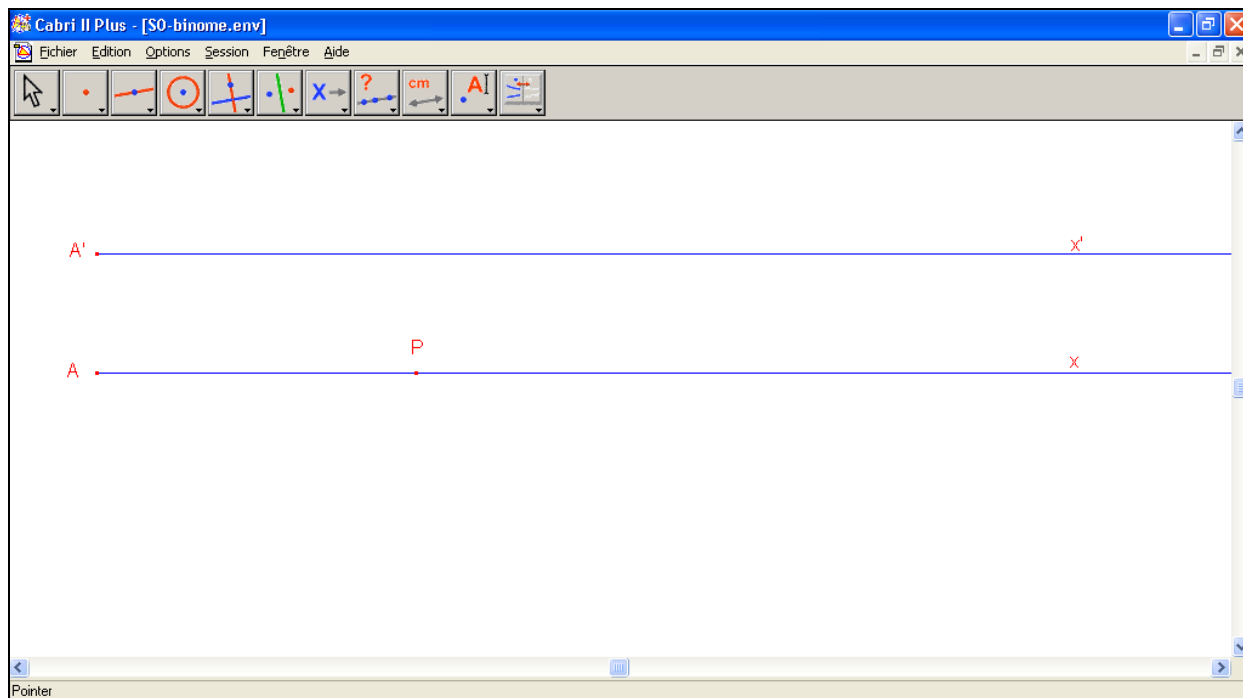 Cabri II Plus - [S0-binome.env]
Fichier Edition Options Session Fenêtre Aide
X ? cm A
A' x'
P
A x
Pointer